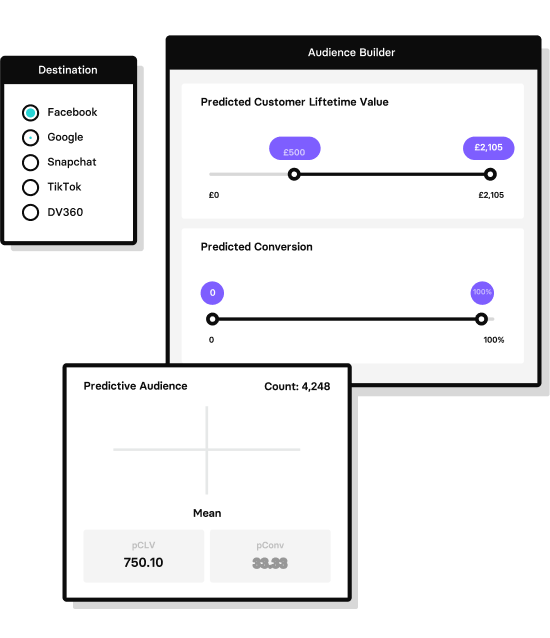 Destination
Facebook
Google
Snapchat
TikTok
DV360
Audience Builder
Predicted Customer Liftetime Value
£500
£2,105
£0
£2,105
Predicted Conversion
0
100%
0
100%
Predictive Audience
Count: 4,248
Mean
pCLV
pConv
750.10
33.33